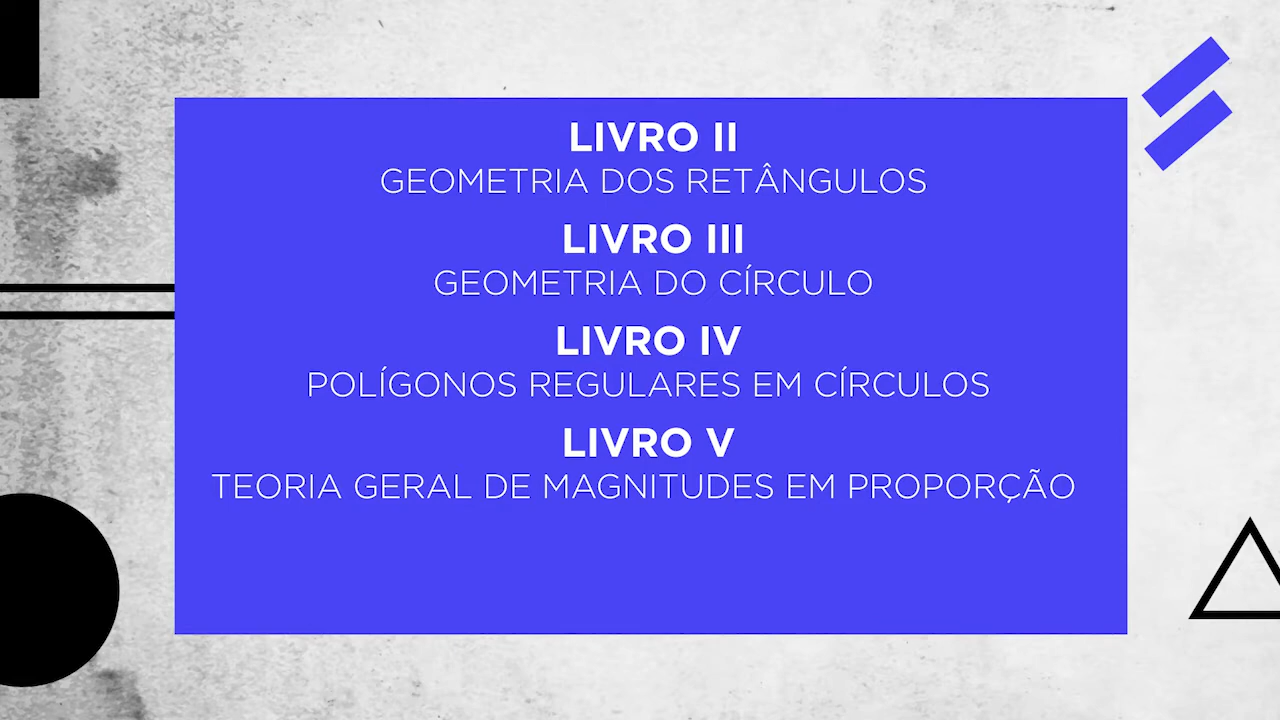 LIVRO II
GEOMETRIA DOS RETÂNGULOS
LIVRO III
GEOMETRIA DO CÍRCULO
LIVRO IV
POLÍGONOS REGULARES EM CÍRCULOS
LIVRO V
TEORIA GERAL DE MAGNITUDES EM PROPORÇÃO